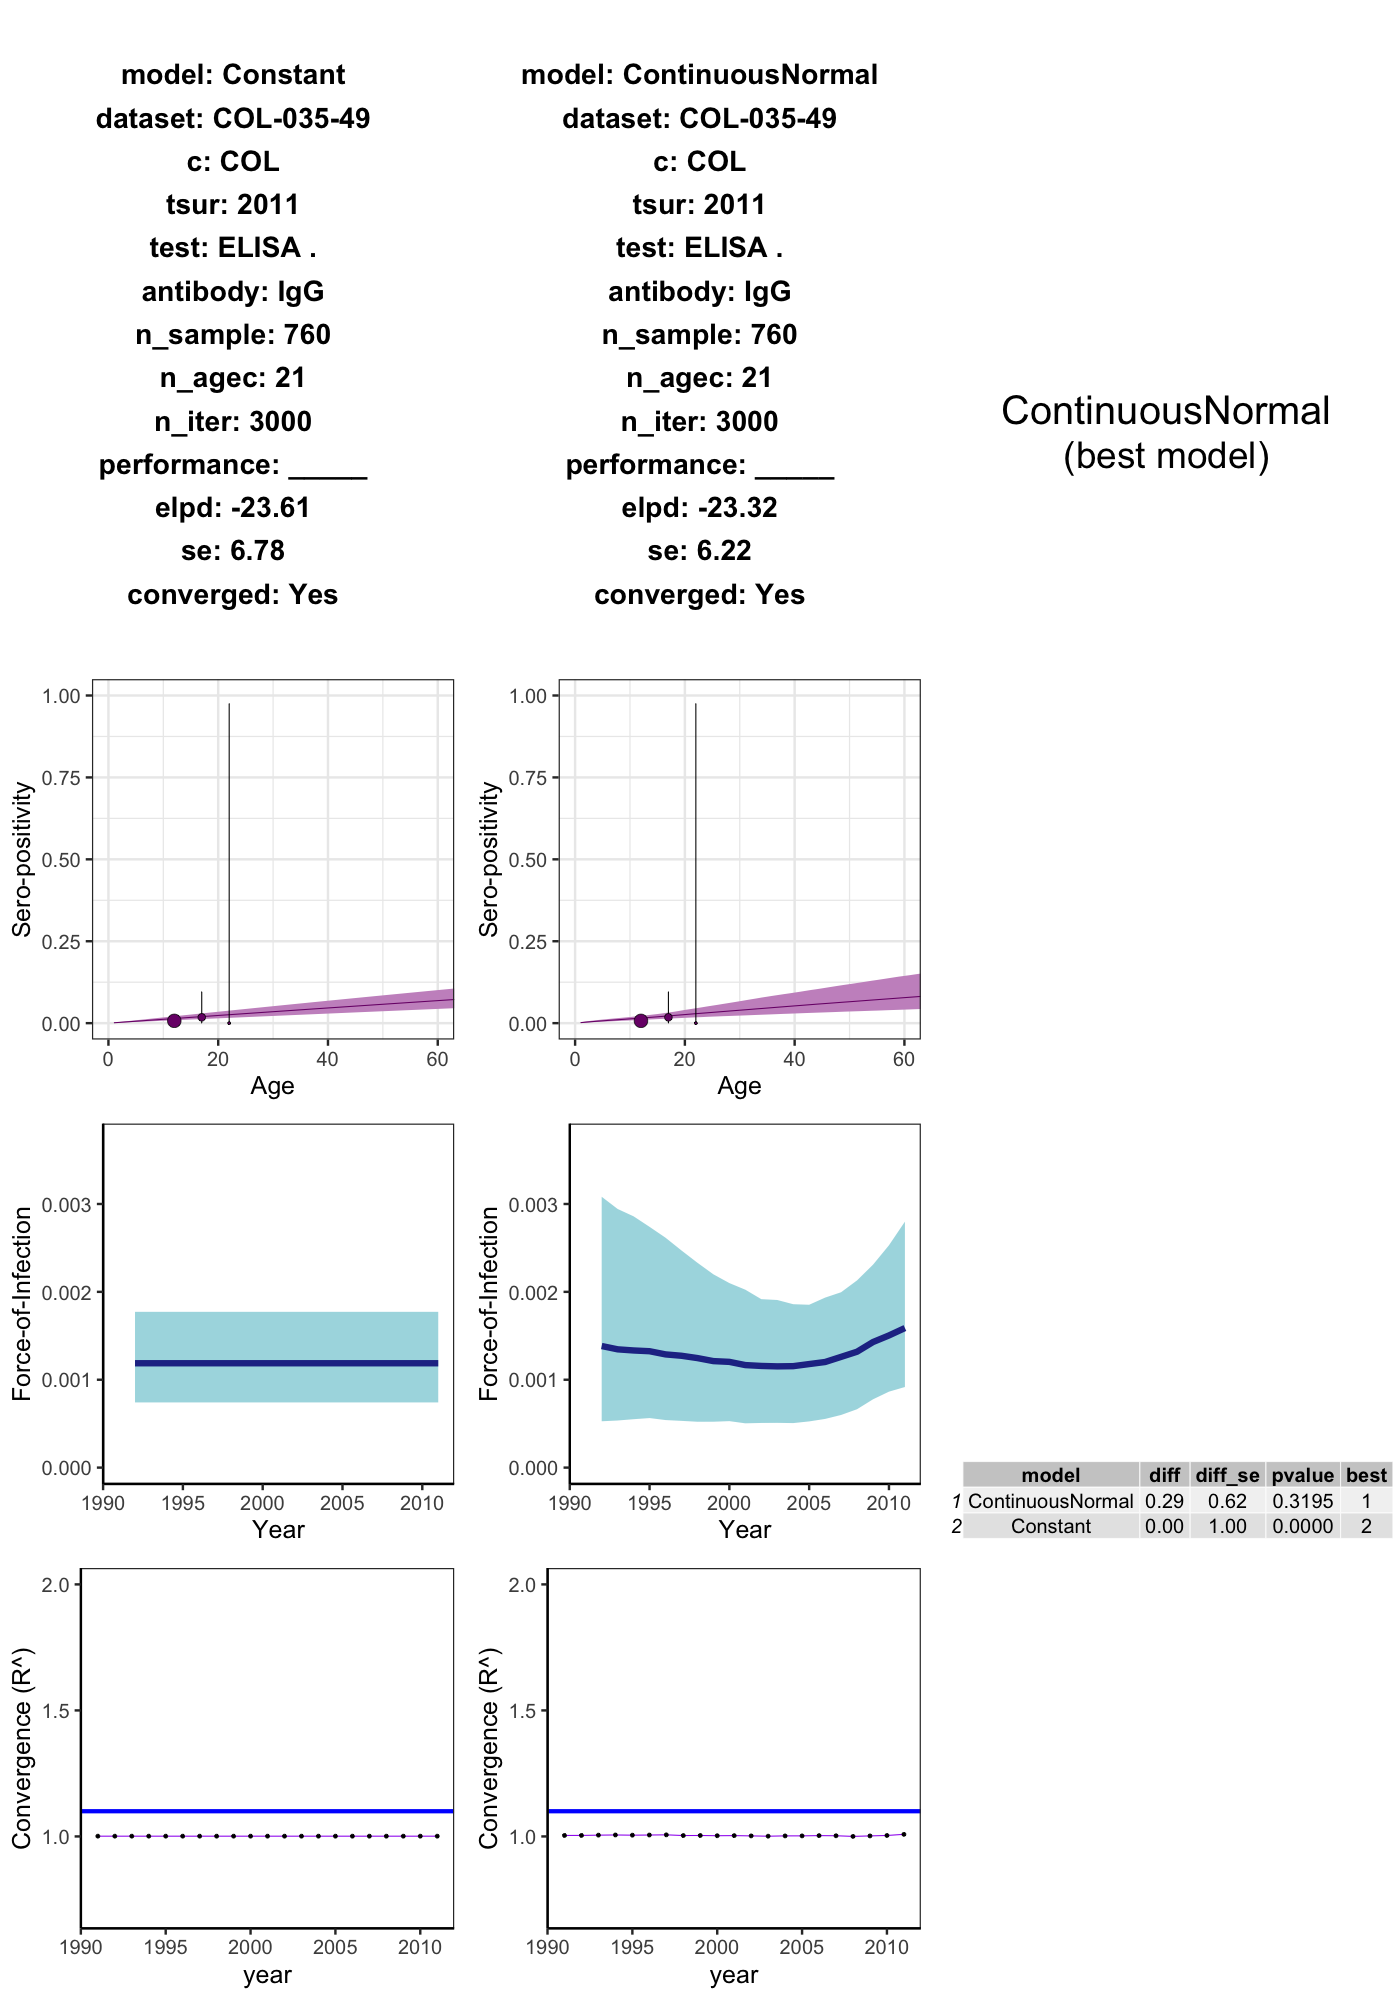 model: Constant
dataset: COL-035-49
c: COL
tsur: 2011
test: ELISA .
antibody: IgG
n_sample: 760
n_agec: 21
n_iter: 3000
performance: _____
elpd: -23.61
se: 6.78
converged: Yes
model: ContinuousNormal
dataset: COL-035-49
c: COL
tsur: 2011
test: ELISA .
antibody: IgG
n_sample: 760
n_agec: 21
n_iter: 3000
performance: _____
elpd: -23.32
se: 6.22
converged: Yes
ContinuousNormal
(best model)
Sero-positivity
1.00
0.75
0.50
0.25
0.00
0 20 40 60
Age
Sero-positivity
1.00
0.75
0.50
0.25
0.00
0 20 40 60
Age
Force-of-Infection
0.003
0.002
0.001
0.000
1990 1995 2000 2005 2010
Year
Force-of-Infection
0.003
0.002
0.001
0.000
1990 1995 2000 2005 2010
Year
model diff diff_se pvalue best
1 ContinuousNormal 0.29 0.62 0.3195 1
2 Constant 0.00 1.00 0.0000 2
Convergence (R^)
2.0
1.5
1.0
1990 1995 2000 2005 2010
year
Convergence (R^)
2.0
1.5
1.0
1990 1995 2000 2005 2010
year